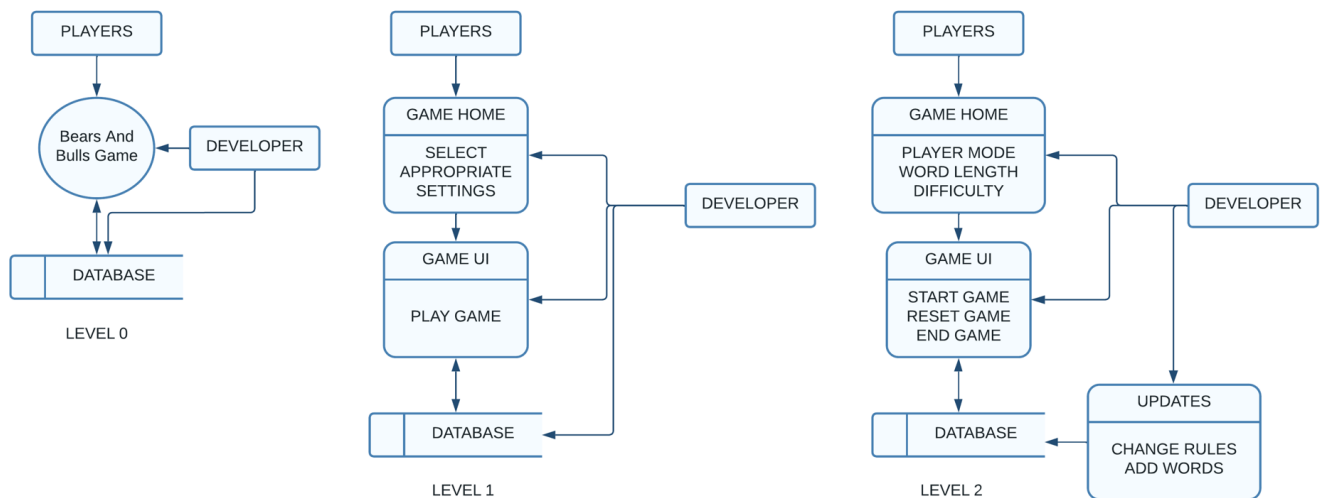 PLAYERS
Bears And
Bulls Game
DEVELOPER
DATABASE
LEVEL 0
PLAYERS
GAME HOME
SELECT
APPROPRIATE
SETTINGS
DEVELOPER
GAME UI
PLAY GAME
DATABASE
LEVEL 1
PLAYERS
GAME HOME
PLAYER MODE
WORD LENGTH
DIFFICULTY
DEVELOPER
GAME UI
START GAME
RESET GAME
END GAME
UPDATES
CHANGE RULES
ADD WORDS
DATABASE
LEVEL 2